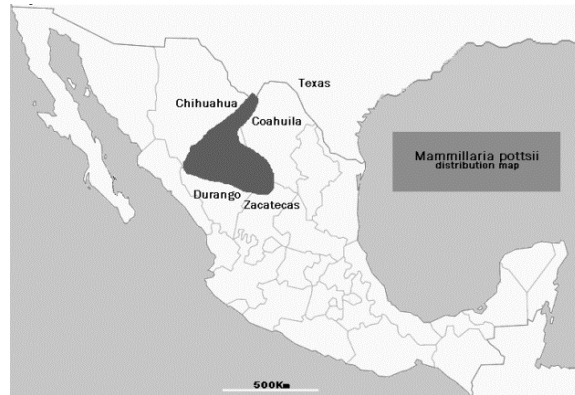 Texas
Chihuahua
Coahuila
Mammillaria pottsii
distribution map
Durango
Zacatecas
500Km